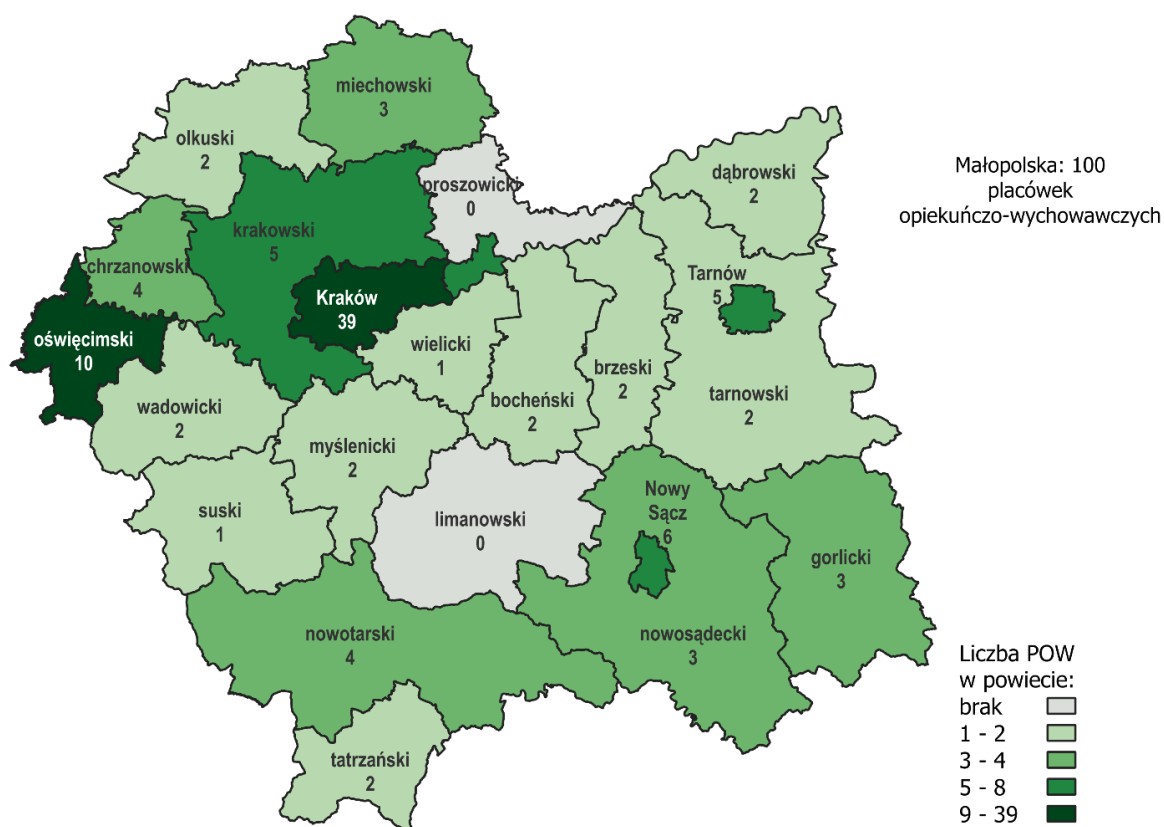 miechowski
3
olkuski
2
proszowicki
0
dąbrowski
2
Małopolska: 100
placówek
opiekuńczo-wychowawczych
krakowski
5
chrzanowski
4
Tarnów
5
Kraków
39
oświęcimski
10
wielicki
1
brzeski
2
bocheński
2
tarnowski
2
wadowicki
2
myślenicki
2
suski
1
limanowski
0
Nowy
Sącz
6
gorlicki
3
nowotarski
4
nowosądecki
3
tatrzański
2
Liczba POW
w powiecie:
brak
1 - 2
3 - 4
5 - 8
9 - 39